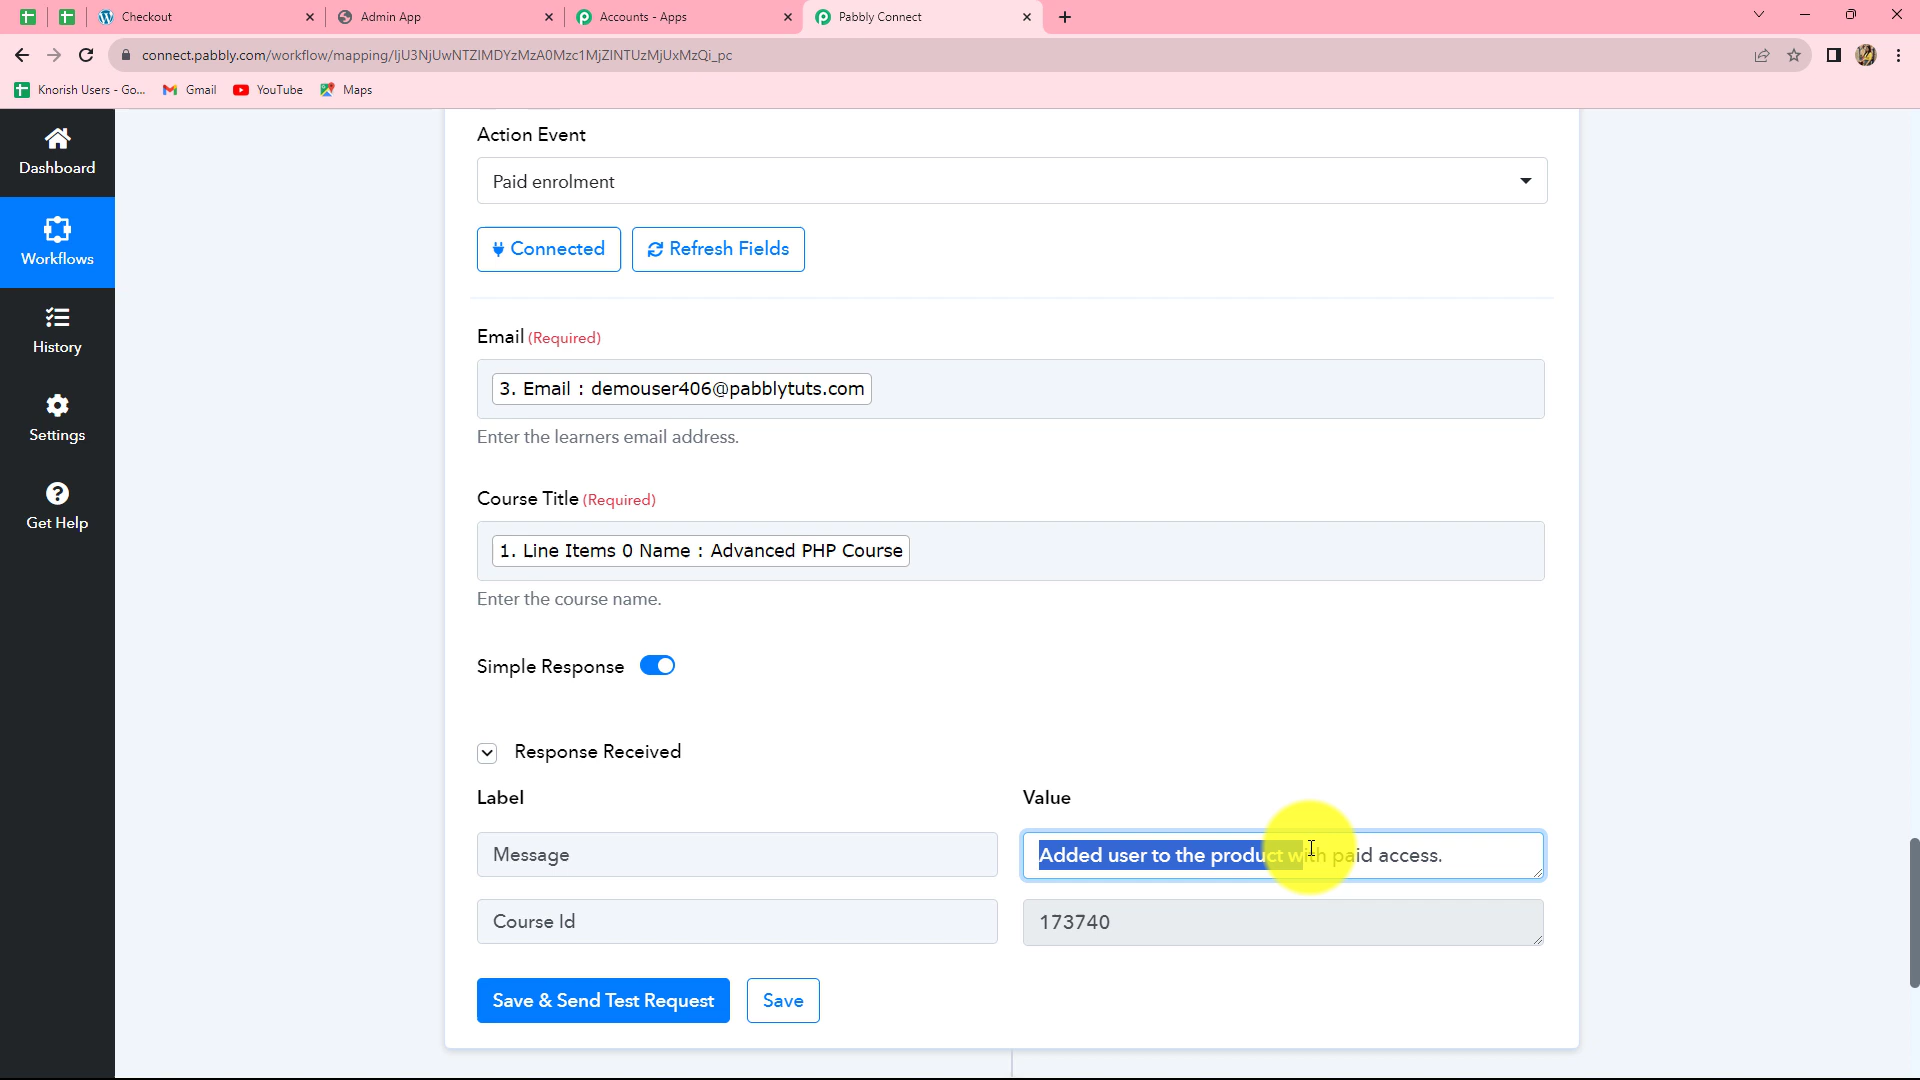 Checkout
Admin App
Accounts - Apps
Pabbly Connect
connect.pabbly.com/workflow/mapping/IjU3NjUwNTZlMDYzMzA0Mzc1MjZlNTUzMjUxMzQi_pc
Knorish Users - Go...
Gmail
YouTube
Maps
Dashboard
Workflows
History
Settings
Get Help
Action Event
Paid enrolment
Connected
Refresh Fields
Email (Required)
3. Email : demouser406@pabblytuts.com
Enter the learners email address.
Course Title (Required)
1. Line Items 0 Name : Advanced PHP Course
Enter the course name.
Simple Response
Response Received
Label
Value
Message
Added user to the product with paid access.
Course Id
173740
Save & Send Test Request
Save